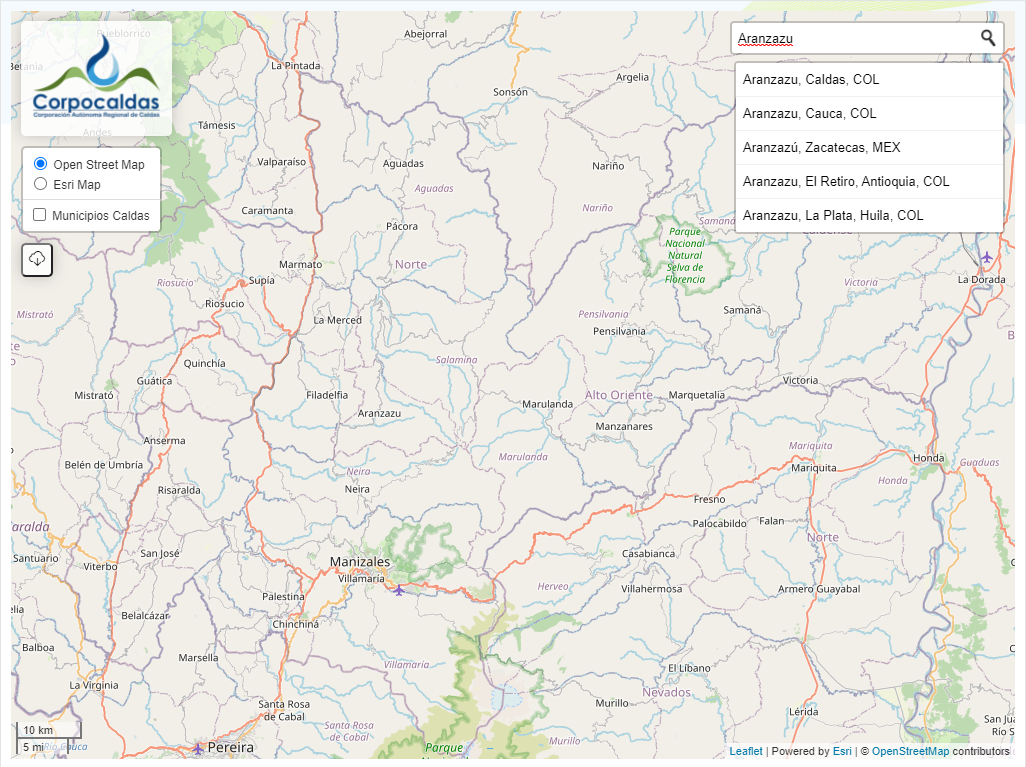 Pueblorrico
Abejorral
Betania
La Pintada
Argelia
Sonsón
Corpocaldas
Corporación Autónoma Regional de Caldas
Andes
Támesis
Open Street Map
Esri Map
Municipios Caldas
Aranzazu
Aranzazu, Caldas, COL
Aranzazu, Cauca, COL
Aranzazú, Zacatecas, MEX
Aranzazu, El Retiro, Antioquia, COL
Aranzazu, La Plata, Huila, COL
Valparaíso
Aguadas
Nariño
Aguadas
Caramanta
Nariño
Pácora
Samaná
Caldense
Parque
Nacional
Natural
Selva de
Florencia
Marmato
Norte
Supía
Riosucio
Victoria
La Dorada
Riosucio
Mistrató
La Merced
Pensilvania
Samaná
Pensilvania
Salamina
Quinchía
Guática
Mistrató
Filadelfia
Aranzazu
Marulanda
Alto Oriente
Marquetalia
Victoria
Manzanares
Anserma
Belén de Umbría
Marulanda
Mariquita
Mariquita
Honda
Guaduas
Neira
Neira
Risaralda
Honda
Fresno
Palocabildo
Falan
Norte
San José
Santuario
Viterbo
Manizales
Villamaría
Casabianca
Herveo
Villahermosa
Armero Guayabal
Palestina
Belalcázar
Chinchiná
Balboa
Marsella
Villamaría
El Líbano
La Virginia
Santa Rosa
de Cabal
Nevados
Murillo
Lérida
Santa Rosa
de Cabal
Murillo
San Ju
Río S
10 km
5 mi
Río Cauca
Pereira
Parque
Leaflet | Powered by Esri | © OpenStreetMap contributors